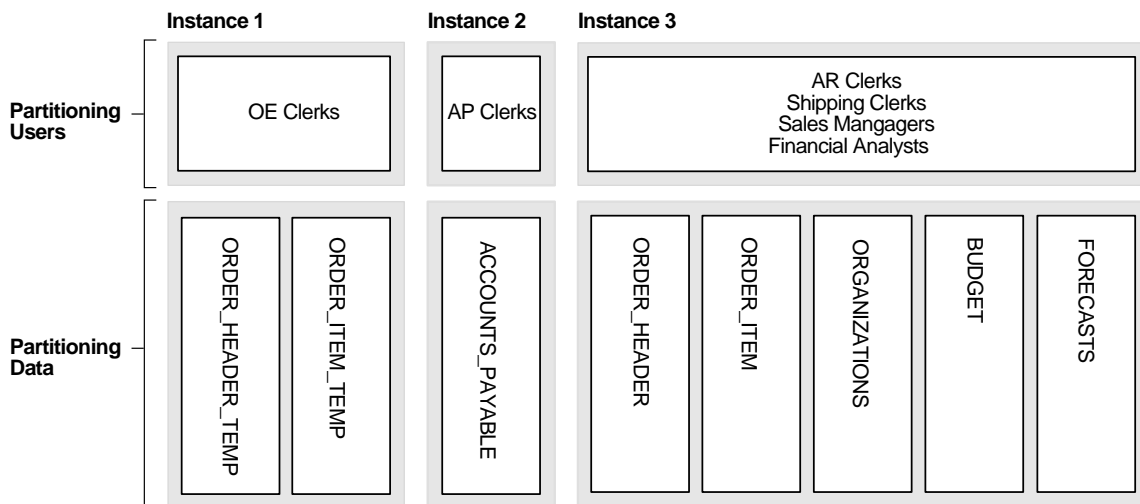 Instance 1
Instance 2
Instance 3
Partitioning
Users
OE Clerks
AP Clerks
AR Clerks
Shipping Clerks
Sales Mangagers
Financial Analysts
Partitioning
Data
ORDER_HEADER_TEMP
ORDER_ITEM_TEMP
ACCOUNTS_PAYABLE
ORDER_HEADER
ORDER_ITEM
ORGANIZATIONS
BUDGET
FORECASTS